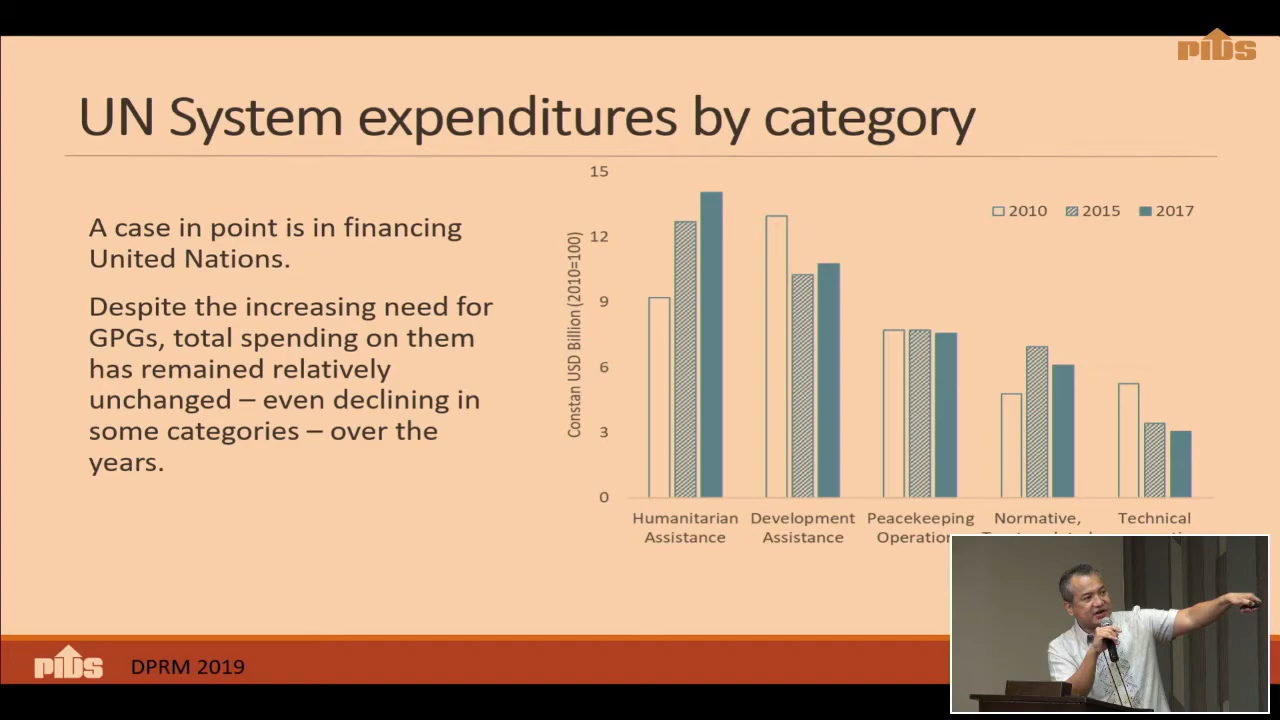 PIDS
UN System expenditures by category
A case in point is in financing
United Nations.
Despite the increasing need for
GPGs, total spending on them
has remained relatively
unchanged – even declining in
some categories – over the
years.
Constan USD Billion (2010=100)
15
12
9
6
3
0
2010 2015 2017
Humanitarian
Assistance
Development
Assistance
Peacekeeping
Operation
Normative,
Technical
PIDS
DPRM 2019